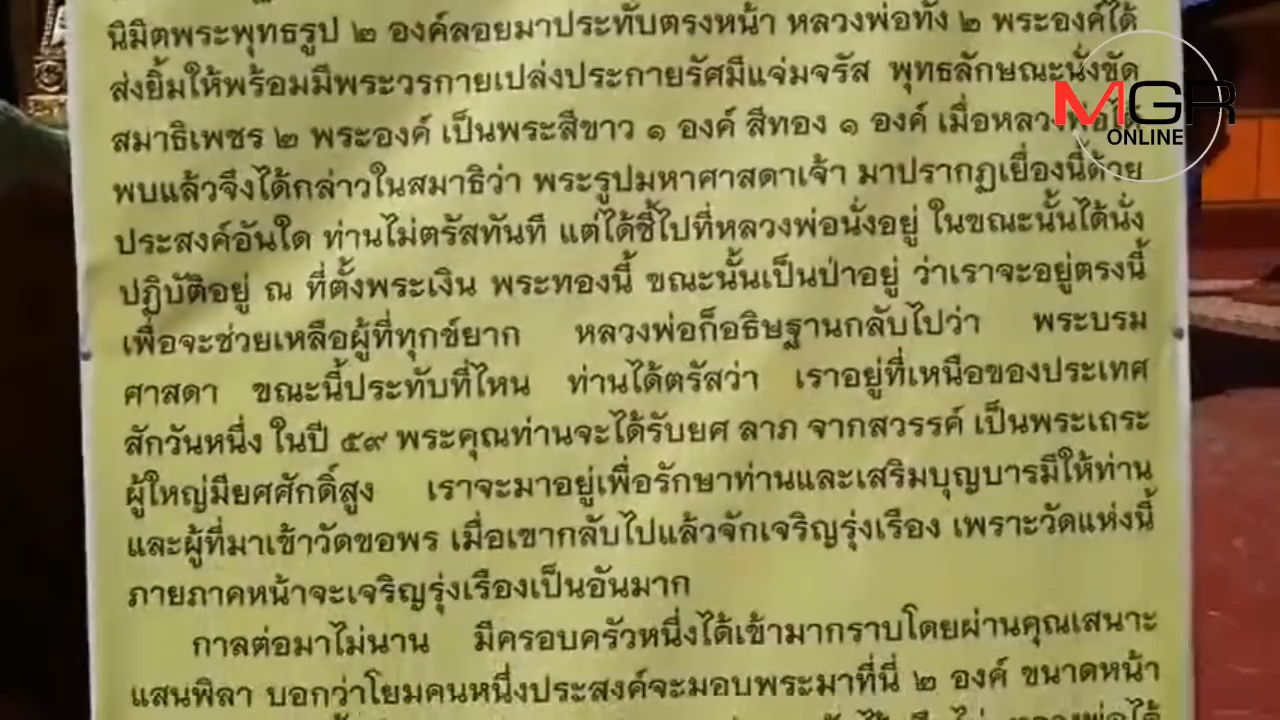 นิมิตพระพุทธรูป ๒ องค์ลอยมาประทับตรงหน้า หลวงพ่อทั้ง ๒ พระองค์ได้
ส่งยิ้มให้พร้อมมีพระวรกายเปล่งประกายรัศมีแจ่มจรัส พุทธลักษณะนั่งขัด
สมาธิเพชร ๒ พระองค์ เป็นพระสีขาว ๑ องค์ สีทอง ๑ องค์ เมื่อหลวงพ่อได้
พบแล้วจึงได้กล่าวในสมาธิว่า พระรูปมหาศาสดาเจ้า มาปรากฏเยื่องนี้ด้วย
ประสงค์อันใด ท่านไม่ตรัสทันที แต่ได้ชี้ไปที่หลวงพ่อนั่งอยู่ ในขณะนั้นได้นั่ง
ปฏิบัติอยู่ ณ ที่ตั้งพระเงิน พระทองนี้ ขณะนั้นเป็นป่าอยู่ ว่าเราจะอยู่ตรงนี้
เพื่อจะช่วยเหลือผู้ที่ทุกข์ยาก หลวงพ่อก็อธิษฐานกลับไปว่า พระบรม
ศาสดา ขณะนี้ประทับที่ไหน ท่านได้ตรัสว่า เราอยู่ที่เหนือของประเทศ
สักวันหนึ่ง ในปี ๕๙ พระคุณท่านจะได้รับยศ ลาภ จากสวรรค์ เป็นพระเถระ
ผู้ใหญ่มียศศักดิ์สูง เราจะมาอยู่เพื่อรักษาท่านและเสริมบุญบารมีให้ท่าน
และผู้ที่มาเข้าวัดขอพร เมื่อเขากลับไปแล้วจักเจริญรุ่งเรือง เพราะวัดแห่งนี้
ภายภาคหน้าจะเจริญรุ่งเรืองเป็นอันมาก
กาลต่อมาไม่นาน มีครอบครัวหนึ่งได้เข้ามากราบโดยผ่านคุณเสนาะ
แสนพิลา บอกว่าโยมคนหนึ่งประสงค์จะมอบพระมาที่นี่ ๒ องค์ ขนาดหน้า
MGR
ONLINE